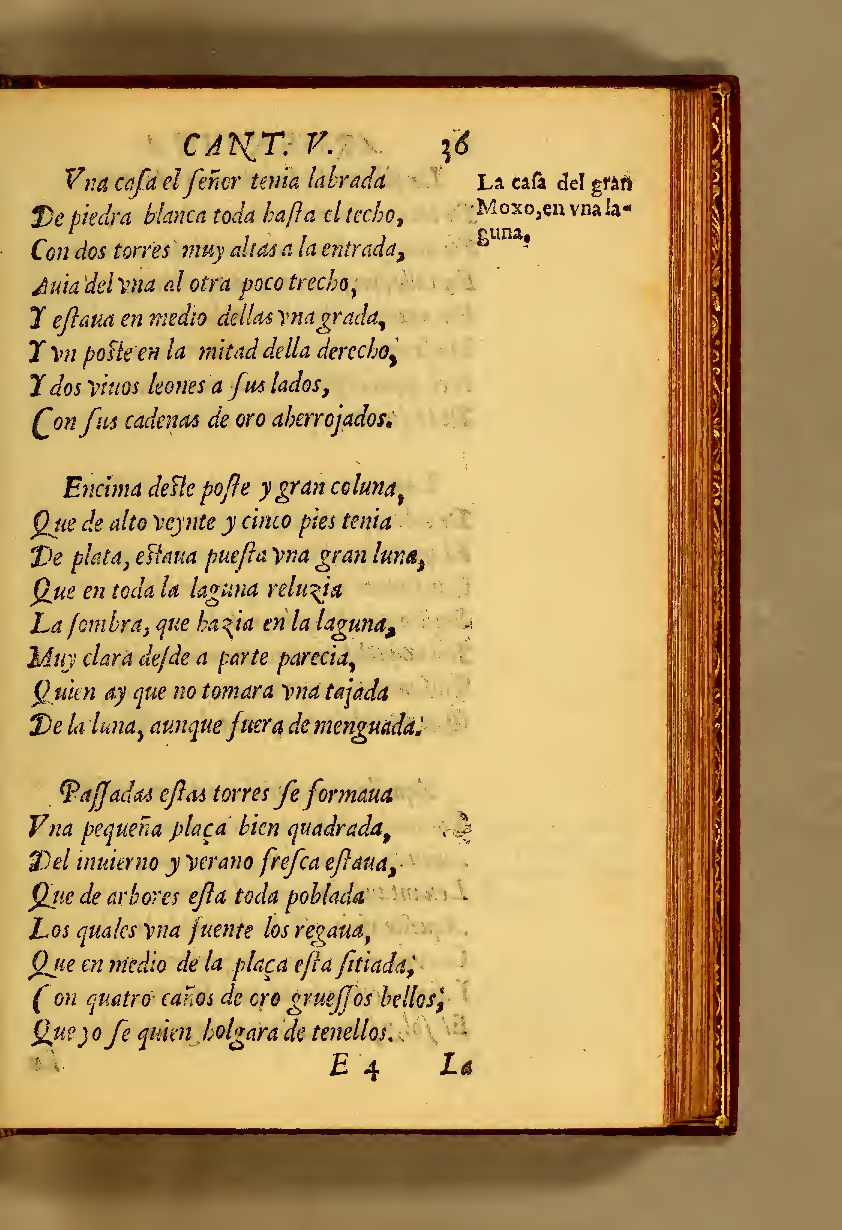 CANT. V. 36
Vna casa el señor tenia labrada
De piedra blanca toda hasta el techo,
Con dos torres muy altas a la entrada,
Auia del vna al otra poco trecho,
Y estaua en medio dellas vna grada,
Y vn poste en la mitad della derecho,
Y dos viuos leones a sus lados,
Con sus cadenas de oro aherrojados.
La casa del gran
Moxo, en vna la-
guna.
Encima deste poste y gran coluna,
Que de alto veynte y cinco pies tenia
De plata, estaua puesta vna gran luna,
Que en toda la laguna reluzia
La sombra, que hazia en la laguna,
Muy clara desde a parte parecia,
Quien ay que no tomara vna tajada
De la luna, aunque fuera de menguada.
Passadas estas torres se formaua
Vna pequeña plaça bien quadrada,
Del inuierno y verano fresca estaua,
Que de arbores esta toda poblada
Los quales vna fuente los regaua,
Que en medio de la plaça esta sitiada,
Con quatro caños de oro gruessos bellos,
Que yo se quien holgara de tenellos.
E 4 La